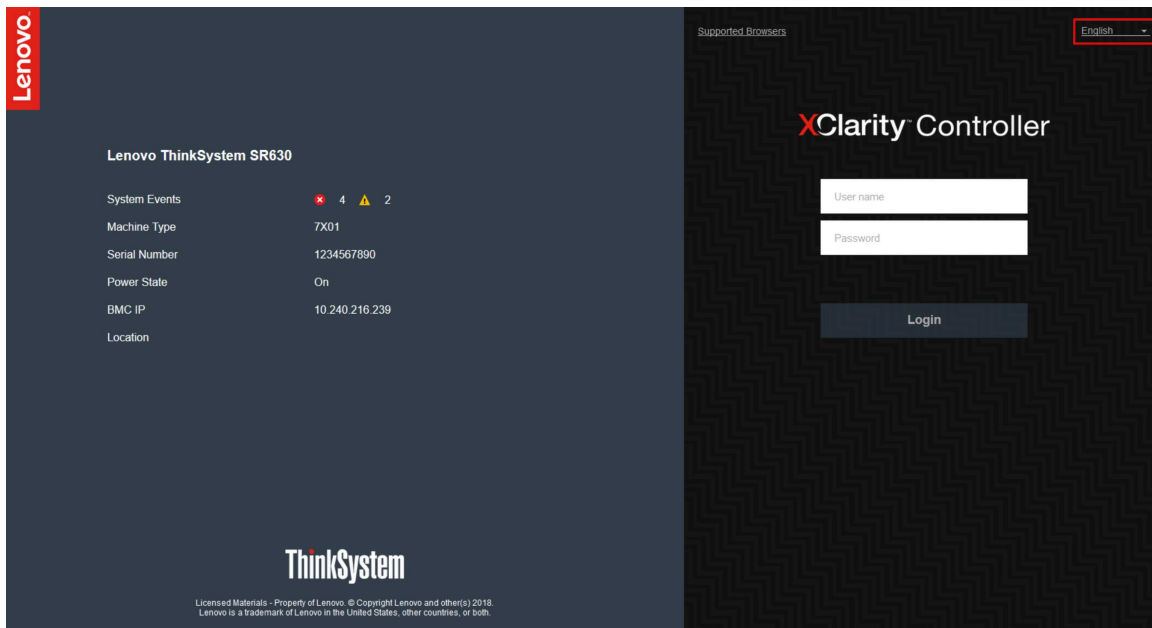 Lenovo.
Supported Browsers
English
XClarity™ Controller
Lenovo ThinkSystem SR630
System Events 4 2
Machine Type 7X01
Serial Number 1234567890
Power State On
BMC IP 10.240.216.239
Location
User name
Password
Login
ThinkSystem
Licensed Materials - Property of Lenovo. © Copyright Lenovo and other(s) 2018.
Lenovo is a trademark of Lenovo in the United States, other countries, or both.